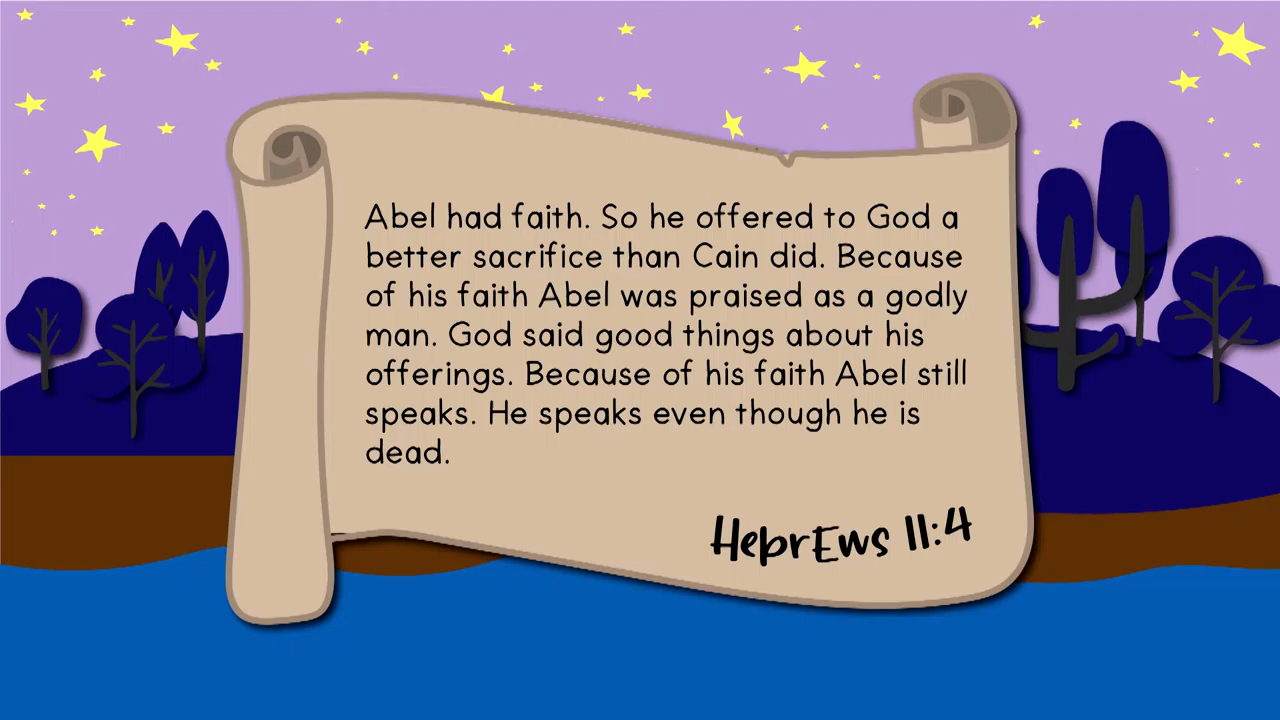 Abel had faith. So he offered to God a
better sacrifice than Cain did. Because
of his faith Abel was praised as a godly
man. God said good things about his
offerings. Because of his faith Abel still
speaks. He speaks even though he is
dead.
HebrEws 11:4